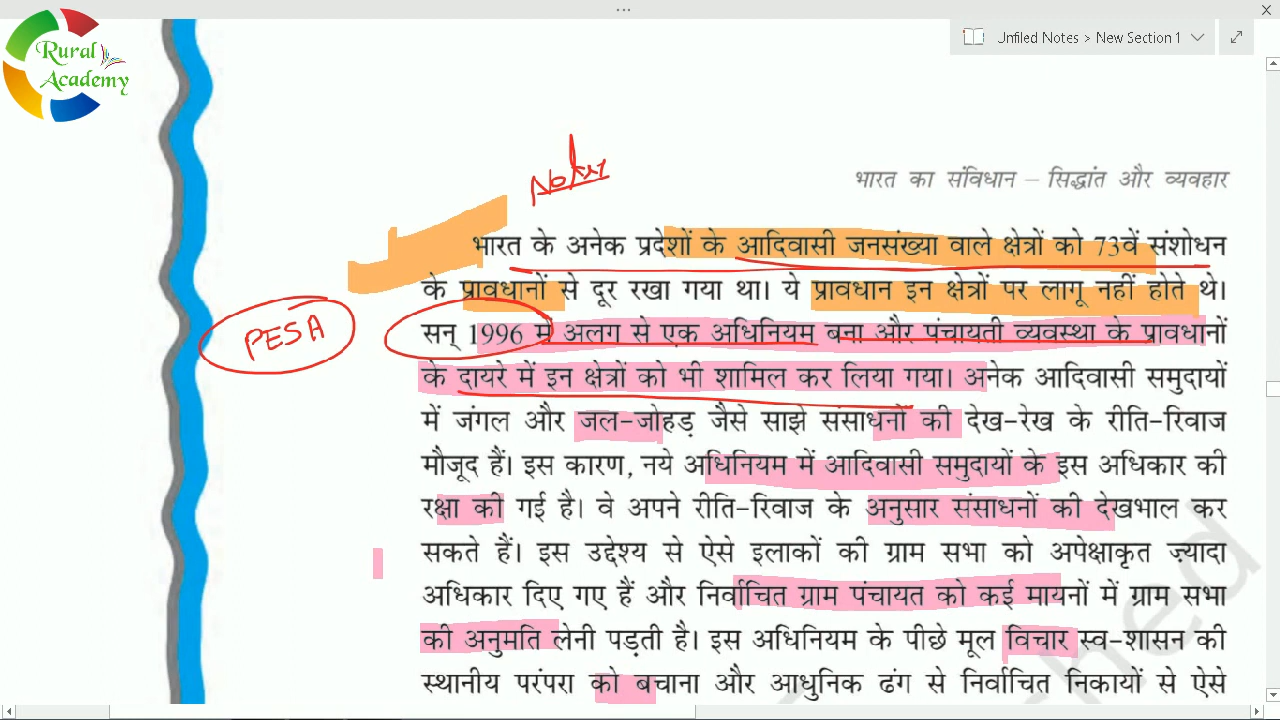 Rural
Academy
Unfiled Notes > New Section 1
Notes
भारत का संविधान – सिद्धांत और व्यवहार
भारत के अनेक प्रदेशों के आदिवासी जनसंख्या वाले क्षेत्रों को 73वें संशोधन
के प्रावधानों से दूर रखा गया था। ये प्रावधान इन क्षेत्रों पर लागू नहीं होते थे।
PESA
सन् 1996 में अलग से एक अधिनियम बना और पंचायती व्यवस्था के प्रावधानों
के दायरे में इन क्षेत्रों को भी शामिल कर लिया गया। अनेक आदिवासी समुदायों
में जंगल और जल-जोहड़ जैसे साझे संसाधनों की देख-रेख के रीति-रिवाज
मौजूद हैं। इस कारण, नये अधिनियम में आदिवासी समुदायों के इस अधिकार की
रक्षा की गई है। वे अपने रीति-रिवाज के अनुसार संसाधनों की देखभाल कर
सकते हैं। इस उद्देश्य से ऐसे इलाकों की ग्राम सभा को अपेक्षाकृत ज़्यादा
अधिकार दिए गए हैं और निर्वाचित ग्राम पंचायत को कई मायनों में ग्राम सभा
की अनुमति लेनी पड़ती है। इस अधिनियम के पीछे मूल विचार स्व-शासन की
स्थानीय परंपरा को बचाना और आधुनिक ढंग से निर्वाचित निकायों से ऐसे